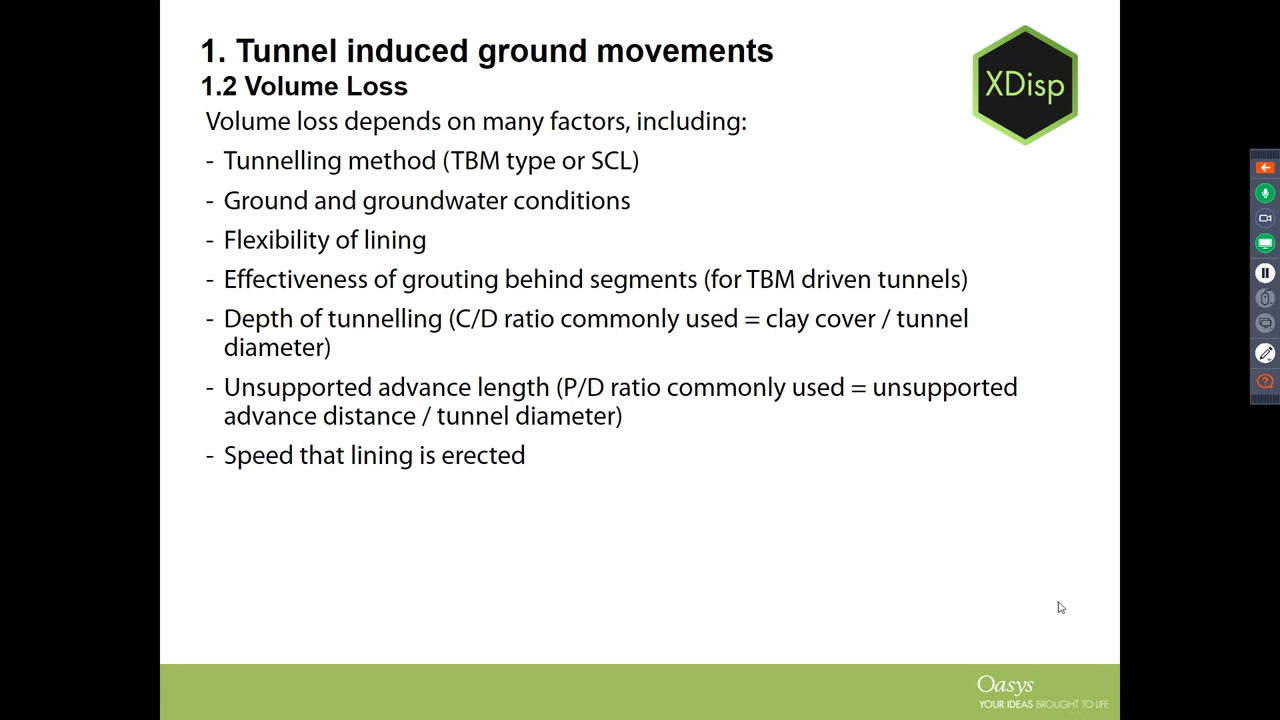 1. Tunnel induced ground movements
1.2 Volume Loss
XDisp
Volume loss depends on many factors, including:
- Tunnelling method (TBM type or SCL)
- Ground and groundwater conditions
- Flexibility of lining
- Effectiveness of grouting behind segments (for TBM driven tunnels)
- Depth of tunnelling (C/D ratio commonly used = clay cover / tunnel
diameter)
- Unsupported advance length (P/D ratio commonly used = unsupported
advance distance / tunnel diameter)
- Speed that lining is erected
Oasys
YOUR IDEAS BROUGHT TO LIFE